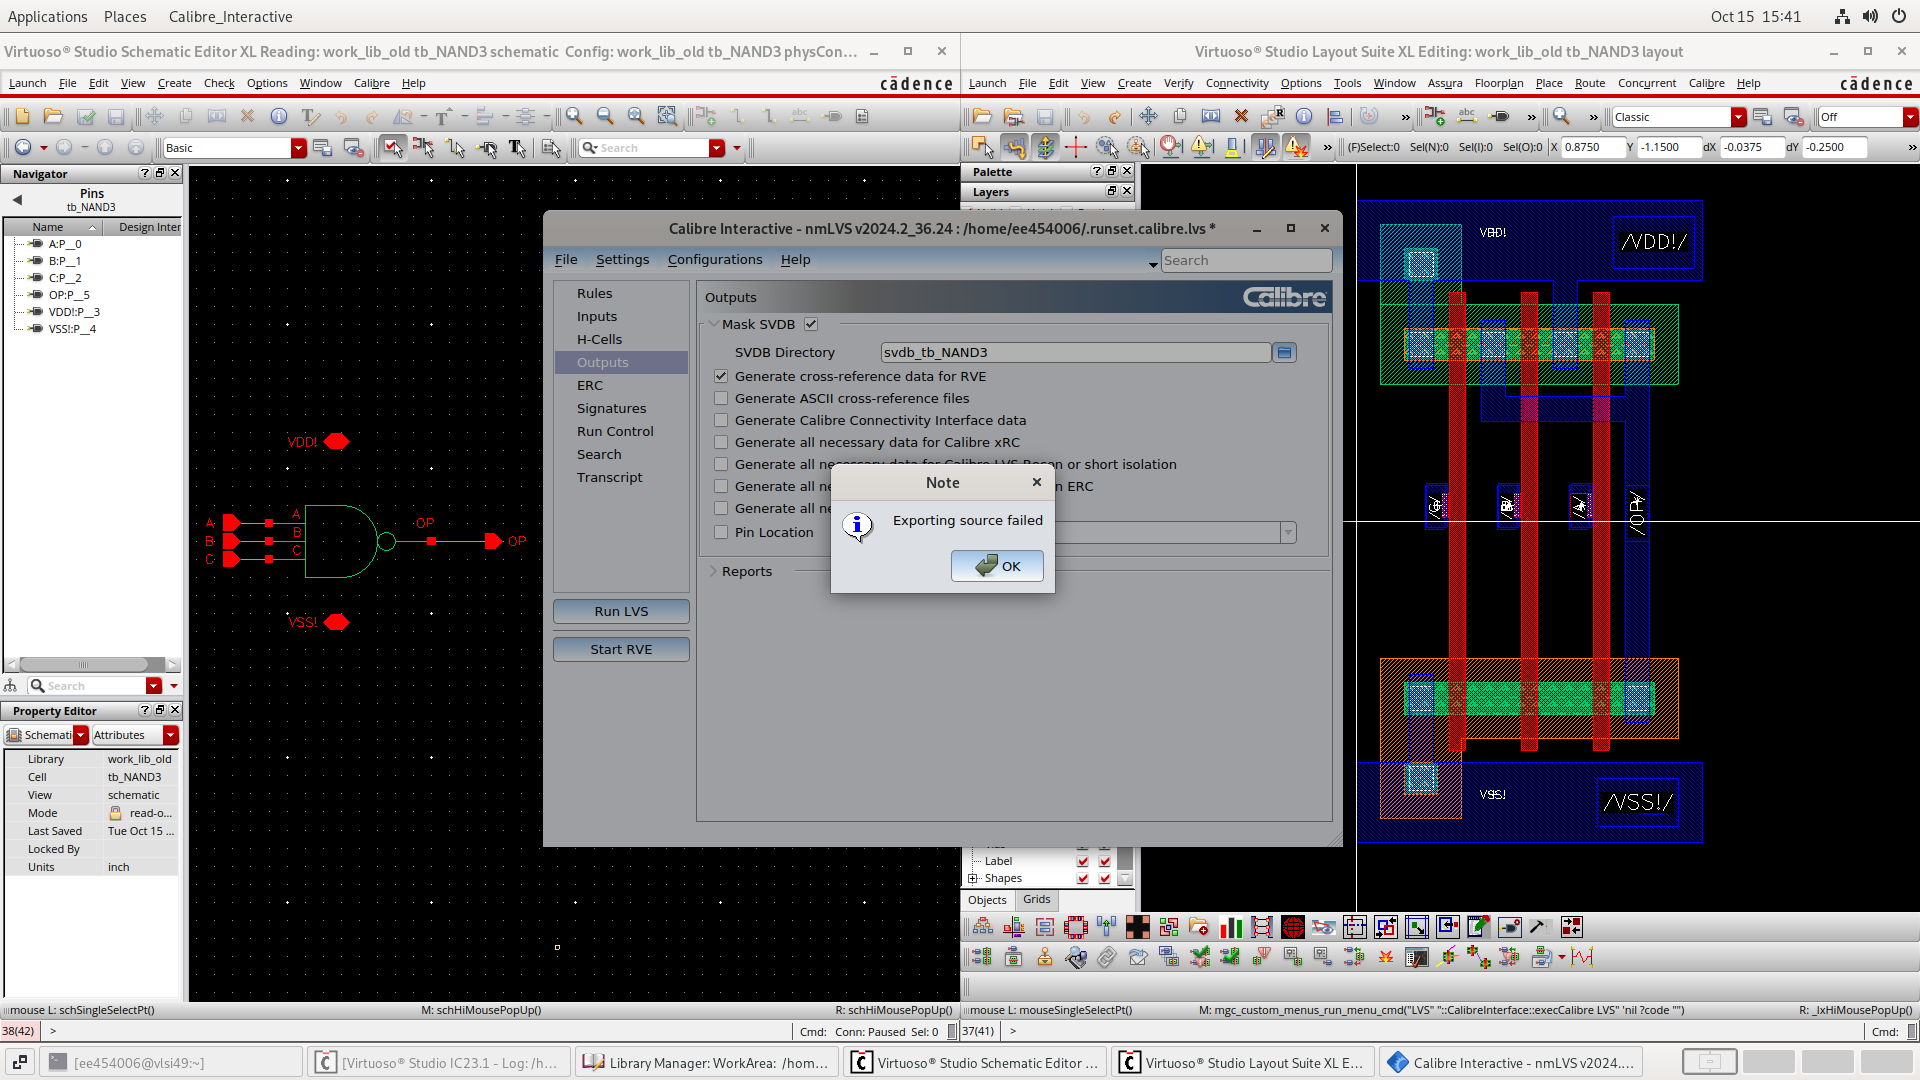 Applications Places Calibre_Interactive Oct 15 15:41
Virtuoso® Studio Schematic Editor XL Reading: work_lib_old tb_NAND3 schematic Config: work_lib_old tb_NAND3 physCon...
Virtuoso® Studio Layout Suite XL Editing: work_lib_old tb_NAND3 layout
Launch File Edit View Create Check Options Window Calibre Help cādence
Launch File Edit View Create Verify Connectivity Options Tools Window Assura Floorplan Place Route Concurrent Calibre Help cādence
Classic Off
Basic Search
(F)Select:0 Sel(N):0 Sel(I):0 Sel(O):0 X 0.8750 Y -1.1500 dX -0.0375 dY -0.2500
Navigator
Pins
tb_NAND3
Name Design Inter
A:P__0
B:P__1
C:P__2
OP:P__5
VDD!:P__3
VSS!:P__4
Search
Property Editor
Schemati Attributes
Library work_lib_old
Cell tb_NAND3
View schematic
Mode read-o...
Last Saved Tue Oct 15 ...
Locked By
Units inch
VDD!
A A OP
B B OP
C C
VSS!
Palette
Layers
Calibre Interactive - nmLVS v2024.2_36.24 : /home/ee454006/.runset.calibre.lvs *
File Settings Configurations Help Search
Rules
Inputs
H-Cells
Outputs
ERC
Signatures
Run Control
Search
Transcript
Run LVS
Start RVE
Outputs Calibre
Mask SVDB
SVDB Directory svdb_tb_NAND3
Generate cross-reference data for RVE
Generate ASCII cross-reference files
Generate Calibre Connectivity Interface data
Generate all necessary data for Calibre xRC
Generate all necessary data for Calibre LVS Recon or short isolation
Generate all ne n ERC
Generate all ne
Pin Location
Reports
Note
Exporting source failed
OK
/VDD!/
/OP/
VSS!
/VSS!/
Label
Shapes
Objects Grids
mouse L: schSingleSelectPt() M: schHiMousePopUp() R: schHiMousePopUp()
mouse L: mouseSingleSelectPt() M: mgc_custom_menus_run_menu_cmd("LVS" "::CalibreInterface::execCalibre LVS" 'nil ?code "") R: _lxHiMousePopUp()
38(42) > Cmd: Conn: Paused Sel: 0
37(41) > Cmd:
[ee454006@vlsi49:~] [Virtuoso® Studio IC23.1 - Log: /h... Library Manager: WorkArea: /hom... Virtuoso® Studio Schematic Editor ... Virtuoso® Studio Layout Suite XL E... Calibre Interactive - nmLVS v2024....